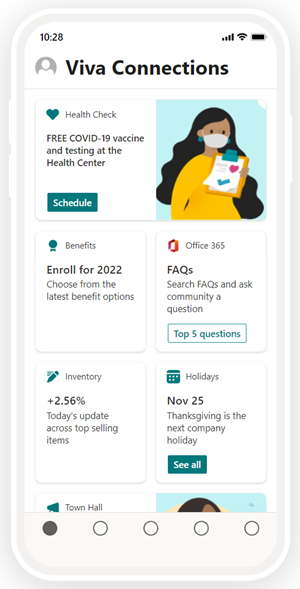 10:28
Viva Connections
Health Check
FREE COVID-19 vaccine
and testing at the
Health Center
Schedule
Benefits
Enroll for 2022
Choose from the
latest benefit options
Office 365
FAQs
Search FAQs and ask
community a
question
Top 5 questions
Inventory
+2.56%
Today's update
across top selling
items
Holidays
Nov 25
Thanksgiving is the
next company
holiday
See all
Town Hall